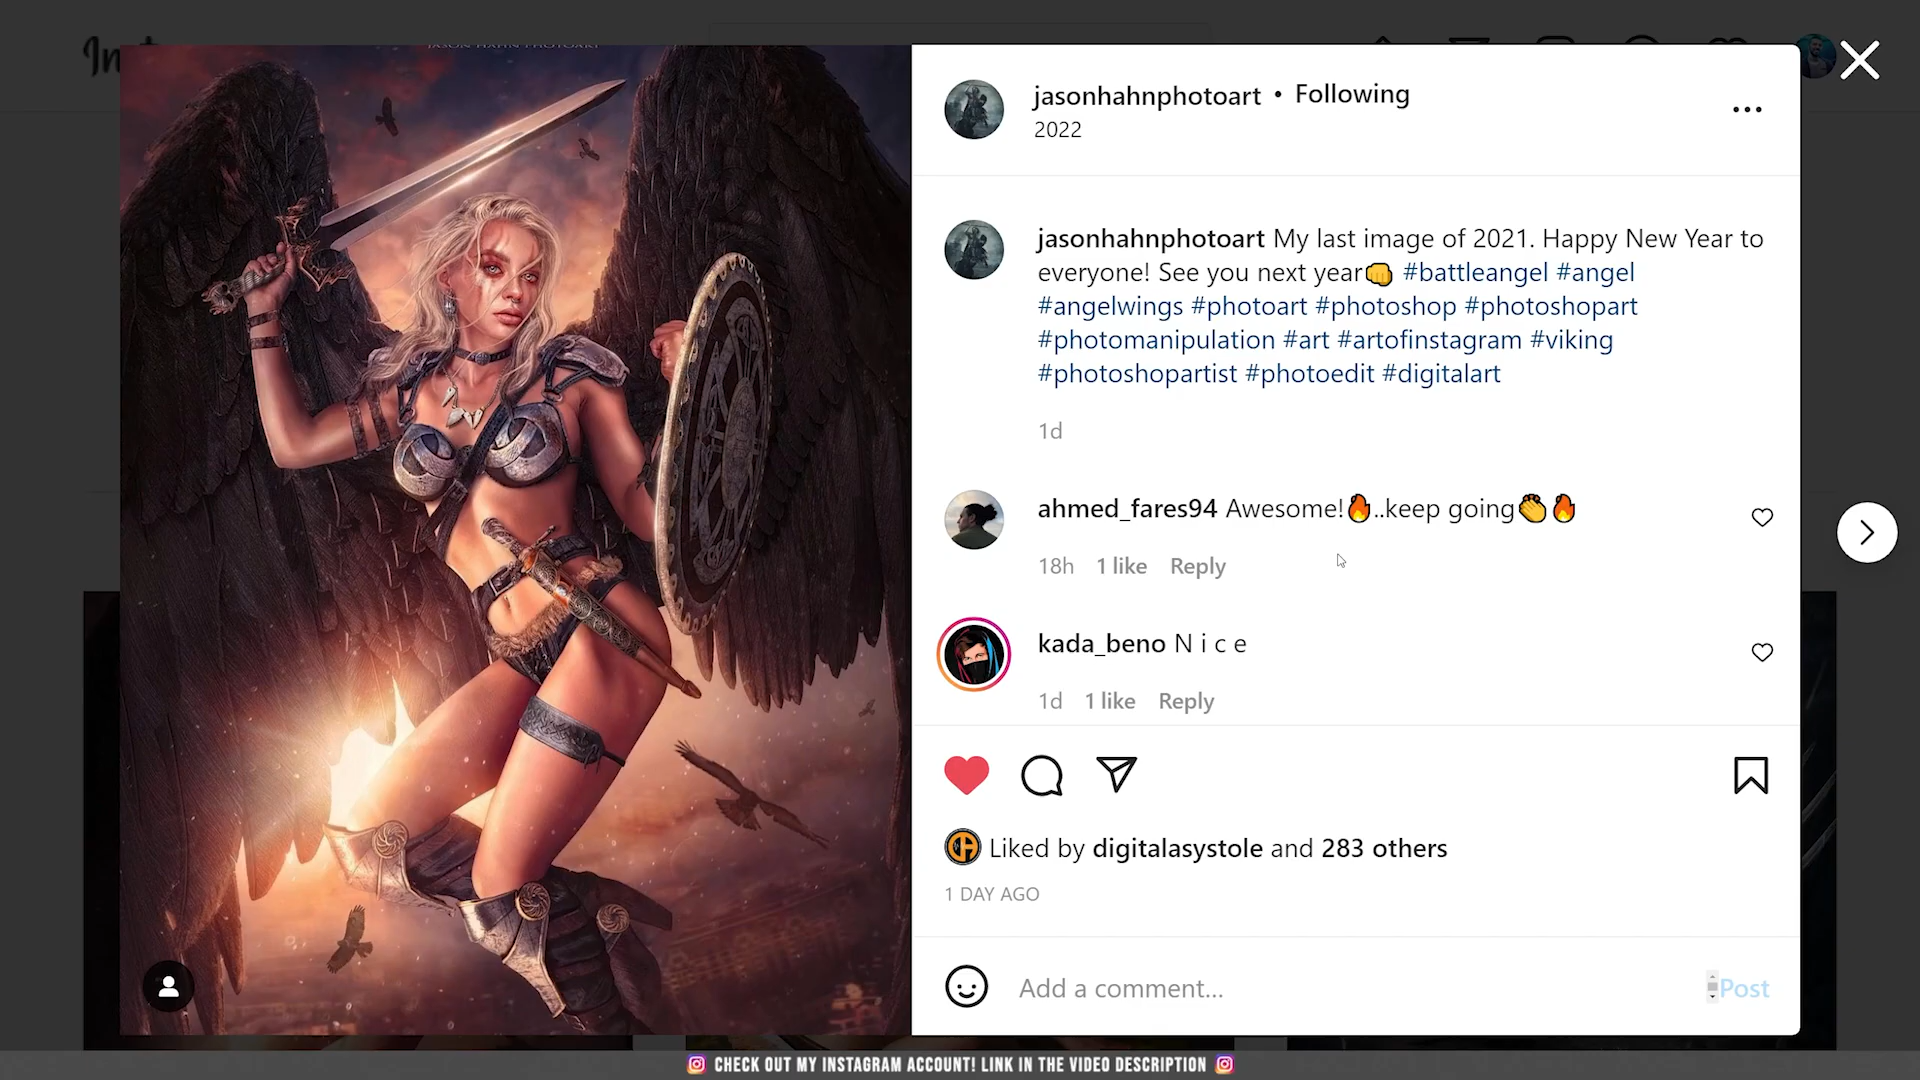 JASON HAHN PHOTOART
jasonhahnphotoart • Following
2022
jasonhahnphotoart My last image of 2021. Happy New Year to
everyone! See you next year👊 #battleangel #angel
#angelwings #photoart #photoshop #photoshopart
#photomanipulation #art #artofinstagram #viking
#photoshopartist #photoedit #digitalart
1d
ahmed_fares94 Awesome!🔥..keep going👏🔥
18h 1 like Reply
kada_beno N i c e
1d 1 like Reply
Liked by digitalasystole and 283 others
1 DAY AGO
Add a comment...
Post
CHECK OUT MY INSTAGRAM ACCOUNT! LINK IN THE VIDEO DESCRIPTION